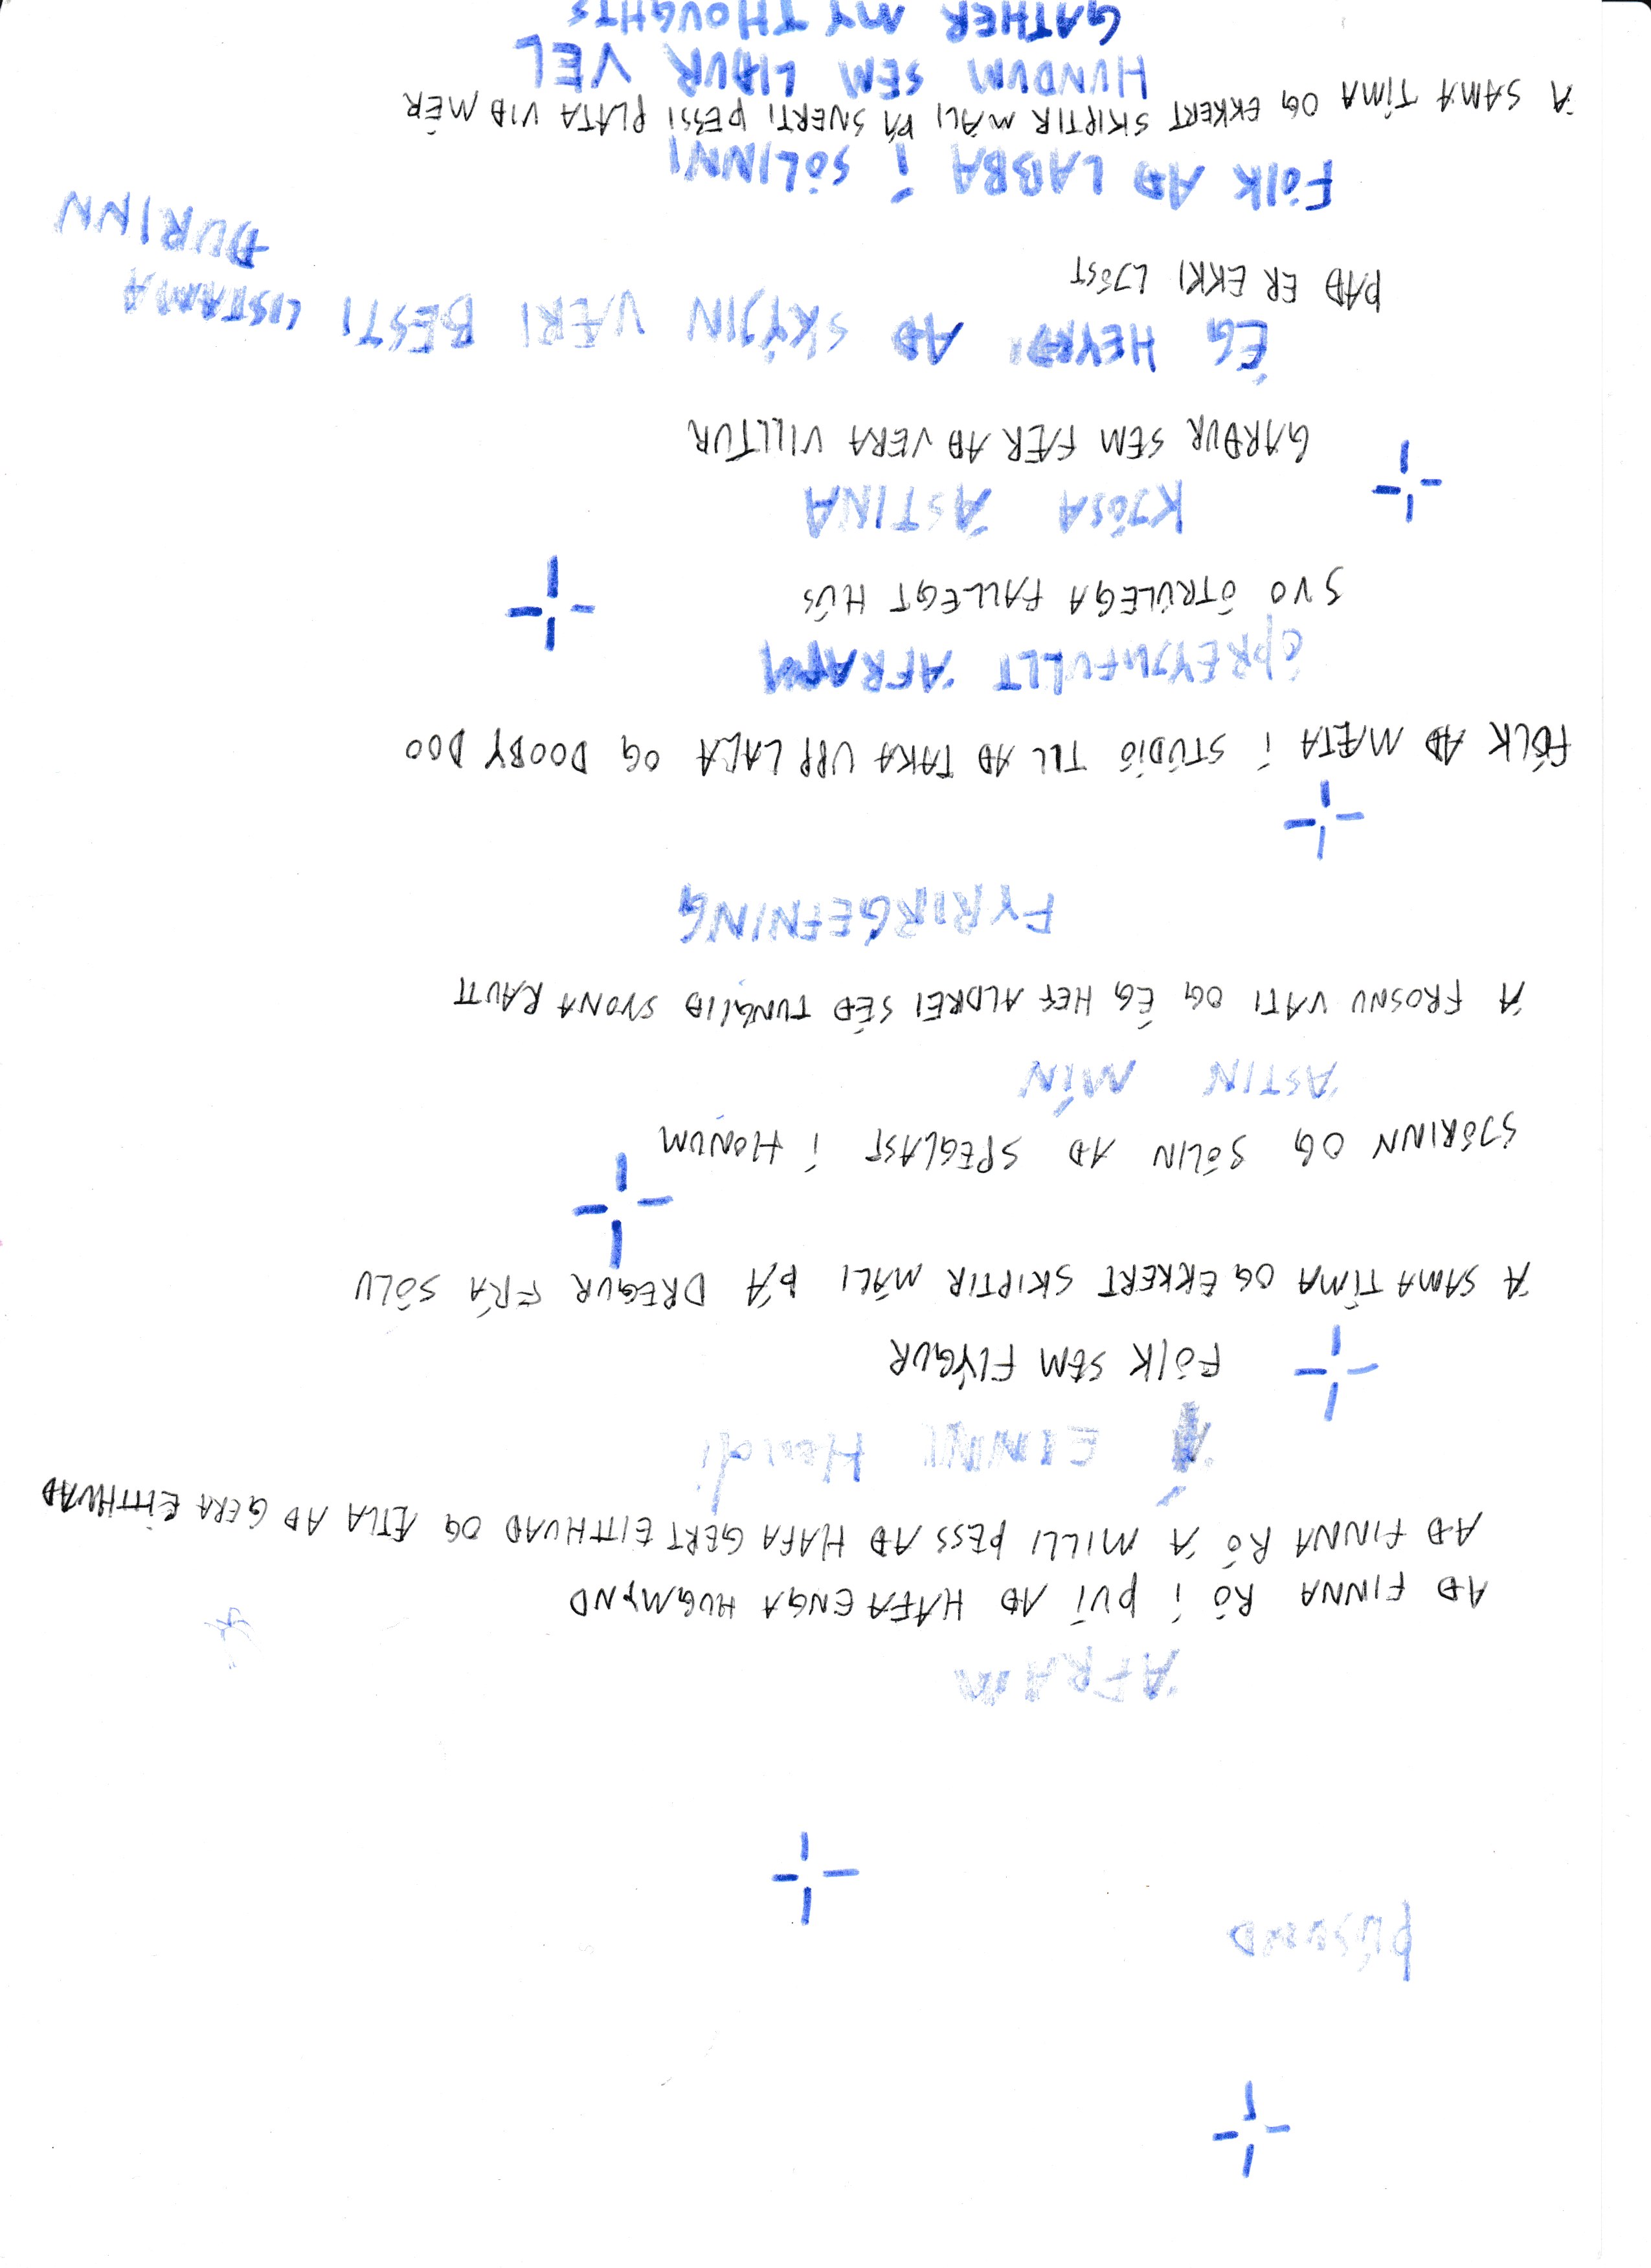 ÞÚSUND
ÁFRAM
AÐ FINNA RÓ Í ÞVÍ AÐ HAFA ENGA HUGMYND
AÐ FINNA RÓ Á MILLI ÞESS AÐ HAFA GERT EITTHVAÐ OG ÆTLA AÐ GERA EITTHVAÐ
Á EINNI Hendi
FÓlK SEM FlÝGUR
Á SAMA TÍMA OG EKKERT SKIPTIR MÁLI ÞÁ DREGUR FRÁ SÓLU
SJÓRINN OG SÓLIN AÐ SPEGLAST Í HONUM
ÁSTIN MÍN
Á FROSNU VATI OG ÉG HEF ALDREI SÉÐ TUNGLIÐ SVONA RAUTT
FYRIRGEFNING
FÓLK AÐ MÆTA Í STÚDÍÓ TIL AÐ TAKA UPP LALA OG DOOBY DOO
ÓÞREYJUFULLT ÁFRAM
SVO ÓTRÚLEGA FALLEGT HÚS
KJÓSA ÁSTINA
GARÐUR SEM FÆR AÐ VERA VILLTUR
ÉG HEYRÐI AÐ SKÝJIN VÆRI BESTI LISTAMA
ÐURINN
ÞAÐ ER EKKI LJÓST
FÓlK AÐ LABBA Í SÓLINNI
Á SAMA TÍMA OG EKKERT SKIPTIR MÁLI ÞÁ SNERTI ÞESSI PLATA VIÐ MÉR
HUNDUM SEM LIÐUR VEL
GATHER MY THOUGHTS